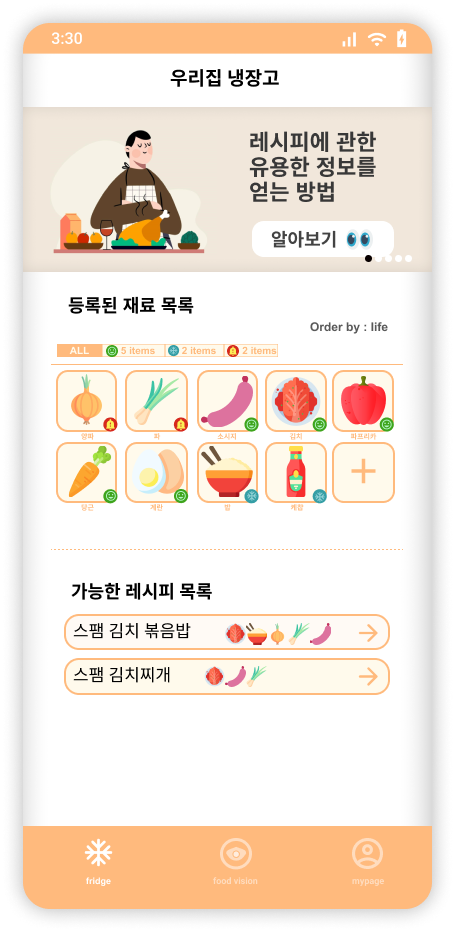 3:30
우리집 냉장고
레시피에 관한
유용한 정보를
얻는 방법
알아보기
등록된 재료 목록
Order by : life
ALL 5 items 2 items 2 items
양파 파 소시지 김치 파프리카
당근 계란 밥 케찹
가능한 레시피 목록
스팸 김치 볶음밥
스팸 김치찌개
fridge food vision mypage